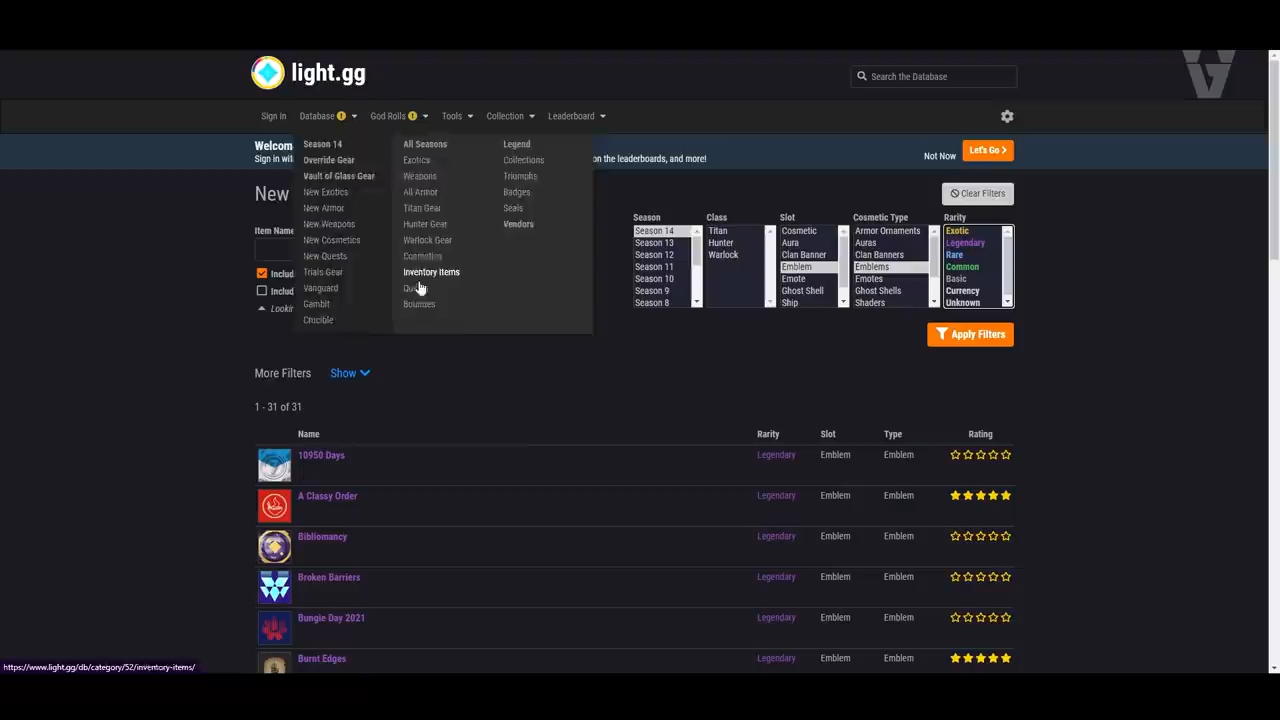 light.gg
Search the Database
Sign In Database ! God Rolls ! Tools Collection Leaderboard
Welcom
Sign in wit
on the leaderboards, and more!
Not Now Let's Go
Season 14
Override Gear
Vault of Glass Gear
New Exotics
New Armor
New Weapons
New Cosmetics
New Quests
Trials Gear
Vanguard
Gambit
Crucible
All Seasons
Exotics
Weapons
All Armor
Titan Gear
Hunter Gear
Warlock Gear
Cosmetics
Inventory Items
Bounties
Legend
Collections
Triumphs
Badges
Seals
Vendors
New
Clear Filters
Item Name
Includ
Includ
Lookin
Season
Season 14
Season 13
Season 12
Season 11
Season 10
Season 9
Season 8
Class
Titan
Hunter
Warlock
Slot
Cosmetic
Aura
Clan Banner
Emblem
Emote
Ghost Shell
Ship
Cosmetic Type
Armor Ornaments
Auras
Clan Banners
Emblems
Emotes
Ghost Shells
Shaders
Rarity
Exotic
Legendary
Rare
Common
Basic
Currency
Unknown
Apply Filters
More Filters Show
1 - 31 of 31
Name Rarity Slot Type Rating
10950 Days Legendary Emblem Emblem
A Classy Order Legendary Emblem Emblem
Bibliomancy Legendary Emblem Emblem
Broken Barriers Legendary Emblem Emblem
Bungie Day 2021 Legendary Emblem Emblem
Burnt Edges Legendary Emblem Emblem
https://www.light.gg/db/category/52/inventory-items/